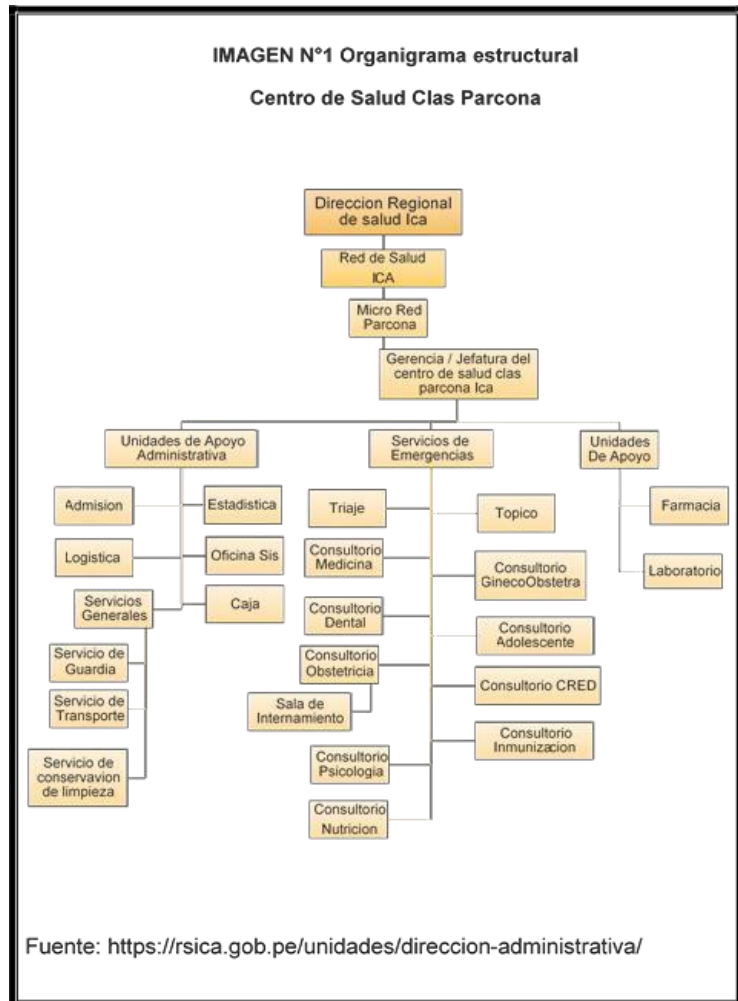 IMAGEN N°1 Organigrama estructural
Centro de Salud Clas Parcona
Direccion Regional
de salud Ica
Red de Salud
ICA
Micro Red
Parcona
Gerencia / Jefatura del
centro de salud clas
parcona Ica
Unidades de Apoyo
Administrativa
Admision
Estadistica
Logistica
Oficina Sis
Servicios
Generales
Caja
Servicio de
Guardia
Servicio de
Transporte
Servicio de
conservavion
de limpieza
Servicios de
Emergencias
Triaje
Topico
Consultorio
Medicina
Consultorio
GinecoObstetra
Consultorio
Dental
Consultorio
Adolescente
Consultorio
Obstetricia
Sala de
Internamiento
Consultorio CRED
Consultorio
Inmunizacion
Consultorio
Psicologia
Consultorio
Nutricion
Unidades
De Apoyo
Farmacia
Laboratorio
Fuente: https://rsica.gob.pe/unidades/direccion-administrativa/